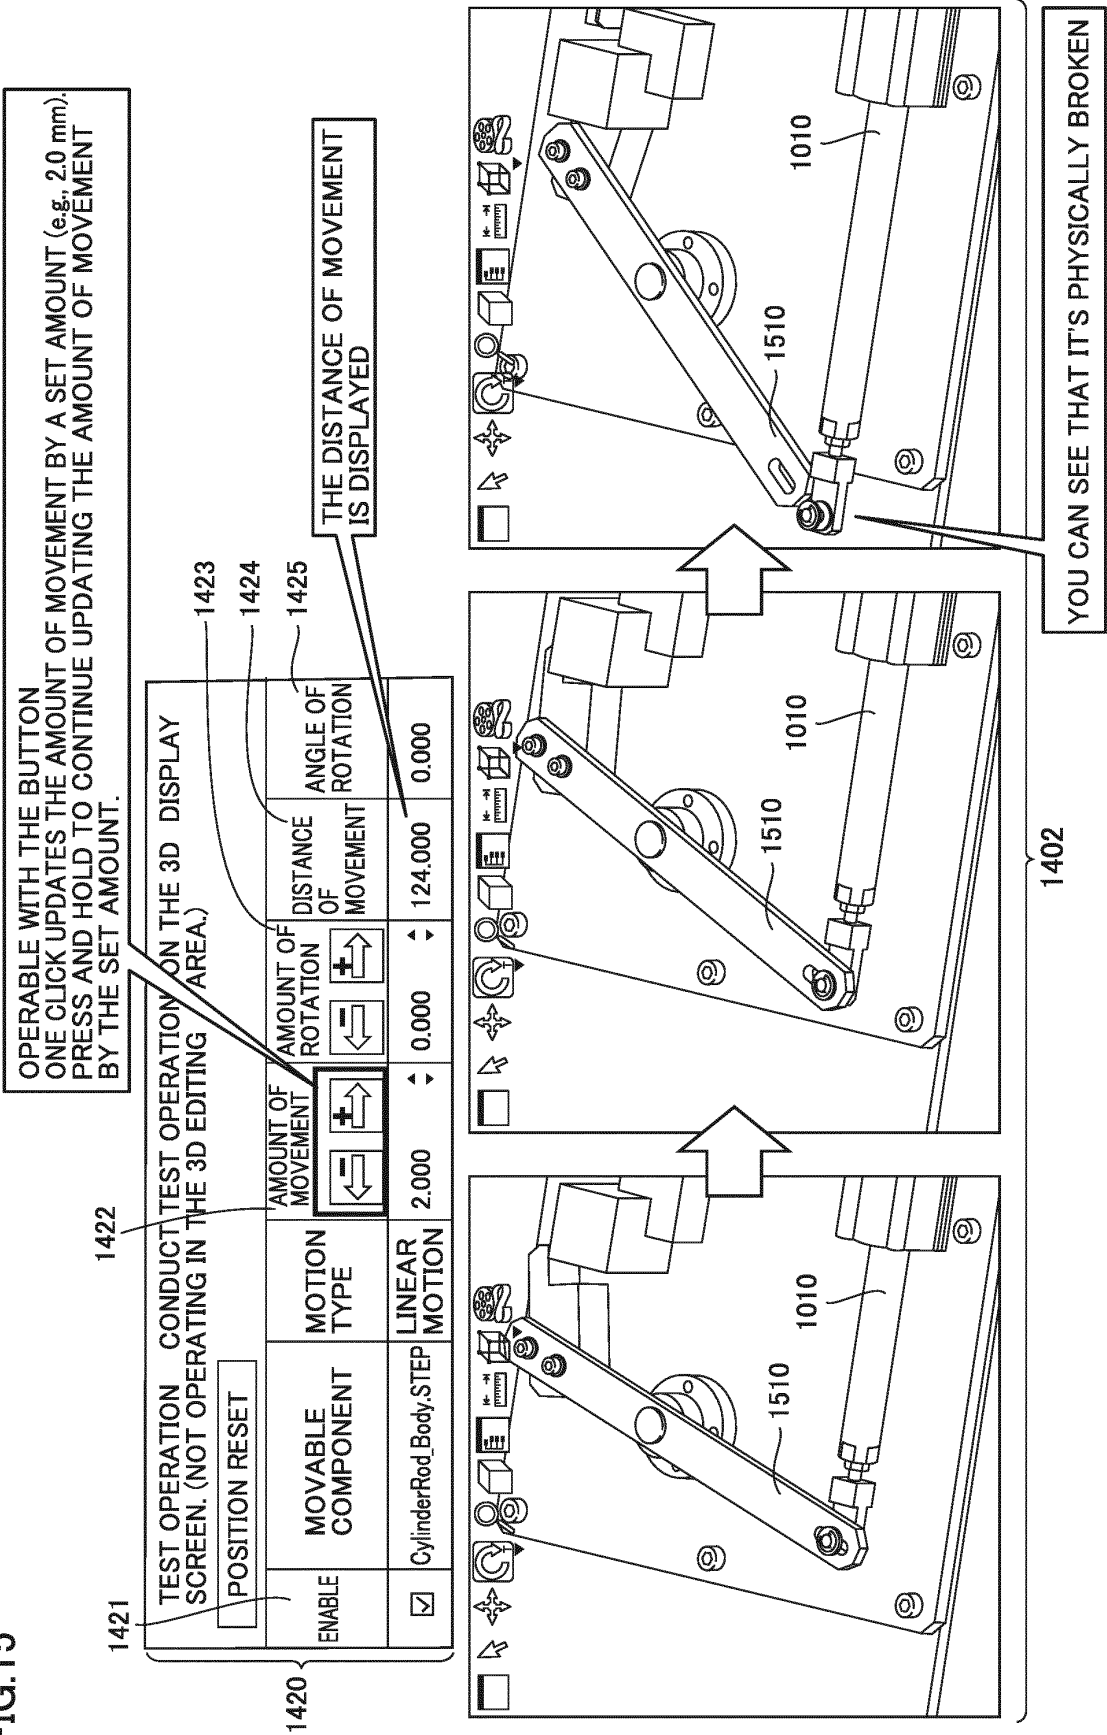 FIG.15
OPERABLE WITH THE BUTTON
ONE CLICK UPDATES THE AMOUNT OF MOVEMENT BY A SET AMOUNT (e.g., 2.0 mm).
PRESS AND HOLD TO CONTINUE UPDATING THE AMOUNT OF MOVEMENT
BY THE SET AMOUNT.
1421
1422
1423
1424
1425
1420
TEST OPERATION CONDUCT TEST OPERATION ON THE 3D DISPLAY
SCREEN. (NOT OPERATING IN THE 3D EDITING AREA.)
POSITION RESET
ENABLE
MOVABLE
COMPONENT
MOTION
TYPE
AMOUNT OF
MOVEMENT
- +
AMOUNT OF
ROTATION
- +
DISTANCE
OF
MOVEMENT
ANGLE OF
ROTATION
CylinderRod_Body.STEP
LINEAR
MOTION
2.000
0.000
124.000
0.000
THE DISTANCE OF MOVEMENT
IS DISPLAYED
1510
1010
1510
1010
1510
1010
1402
YOU CAN SEE THAT IT'S PHYSICALLY BROKEN